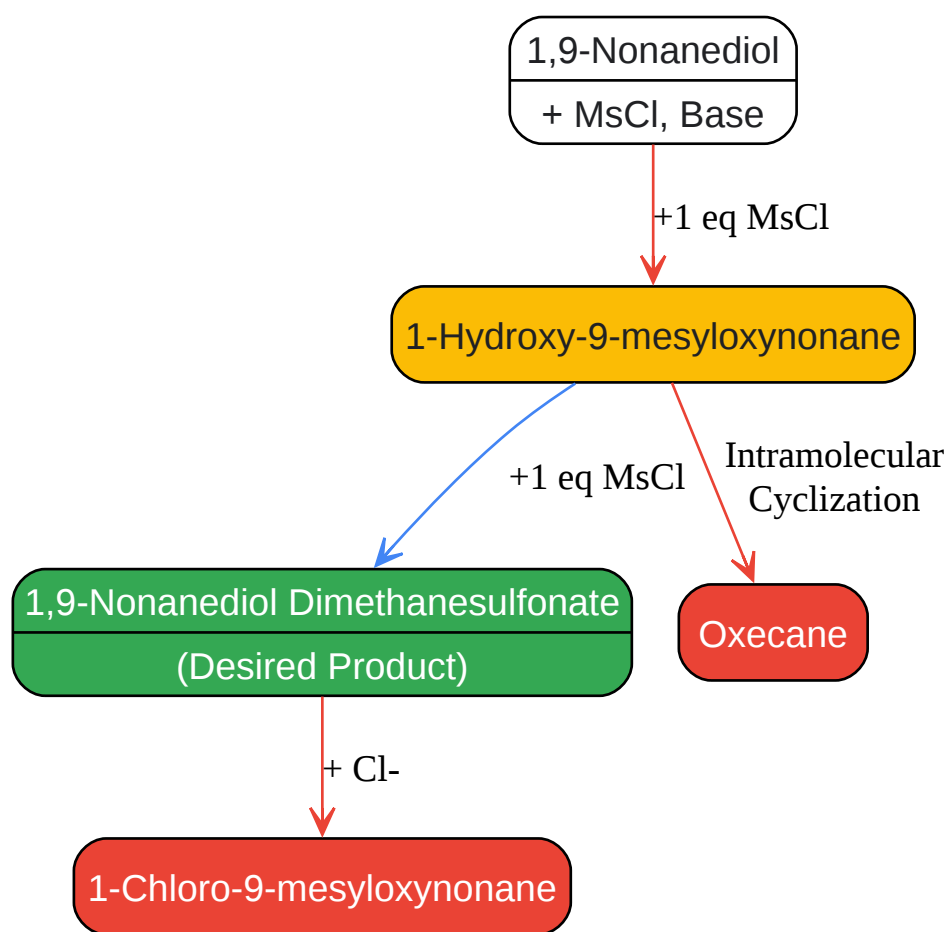 1,9-Nonanediol
+ MsCl, Base
+1 eq MsCl
1-Hydroxy-9-mesyloxynonane
+1 eq MsCl
Intramolecular
Cyclization
1,9-Nonanediol Dimethanesulfonate
(Desired Product)
Oxecane
+ Cl-
1-Chloro-9-mesyloxynonane